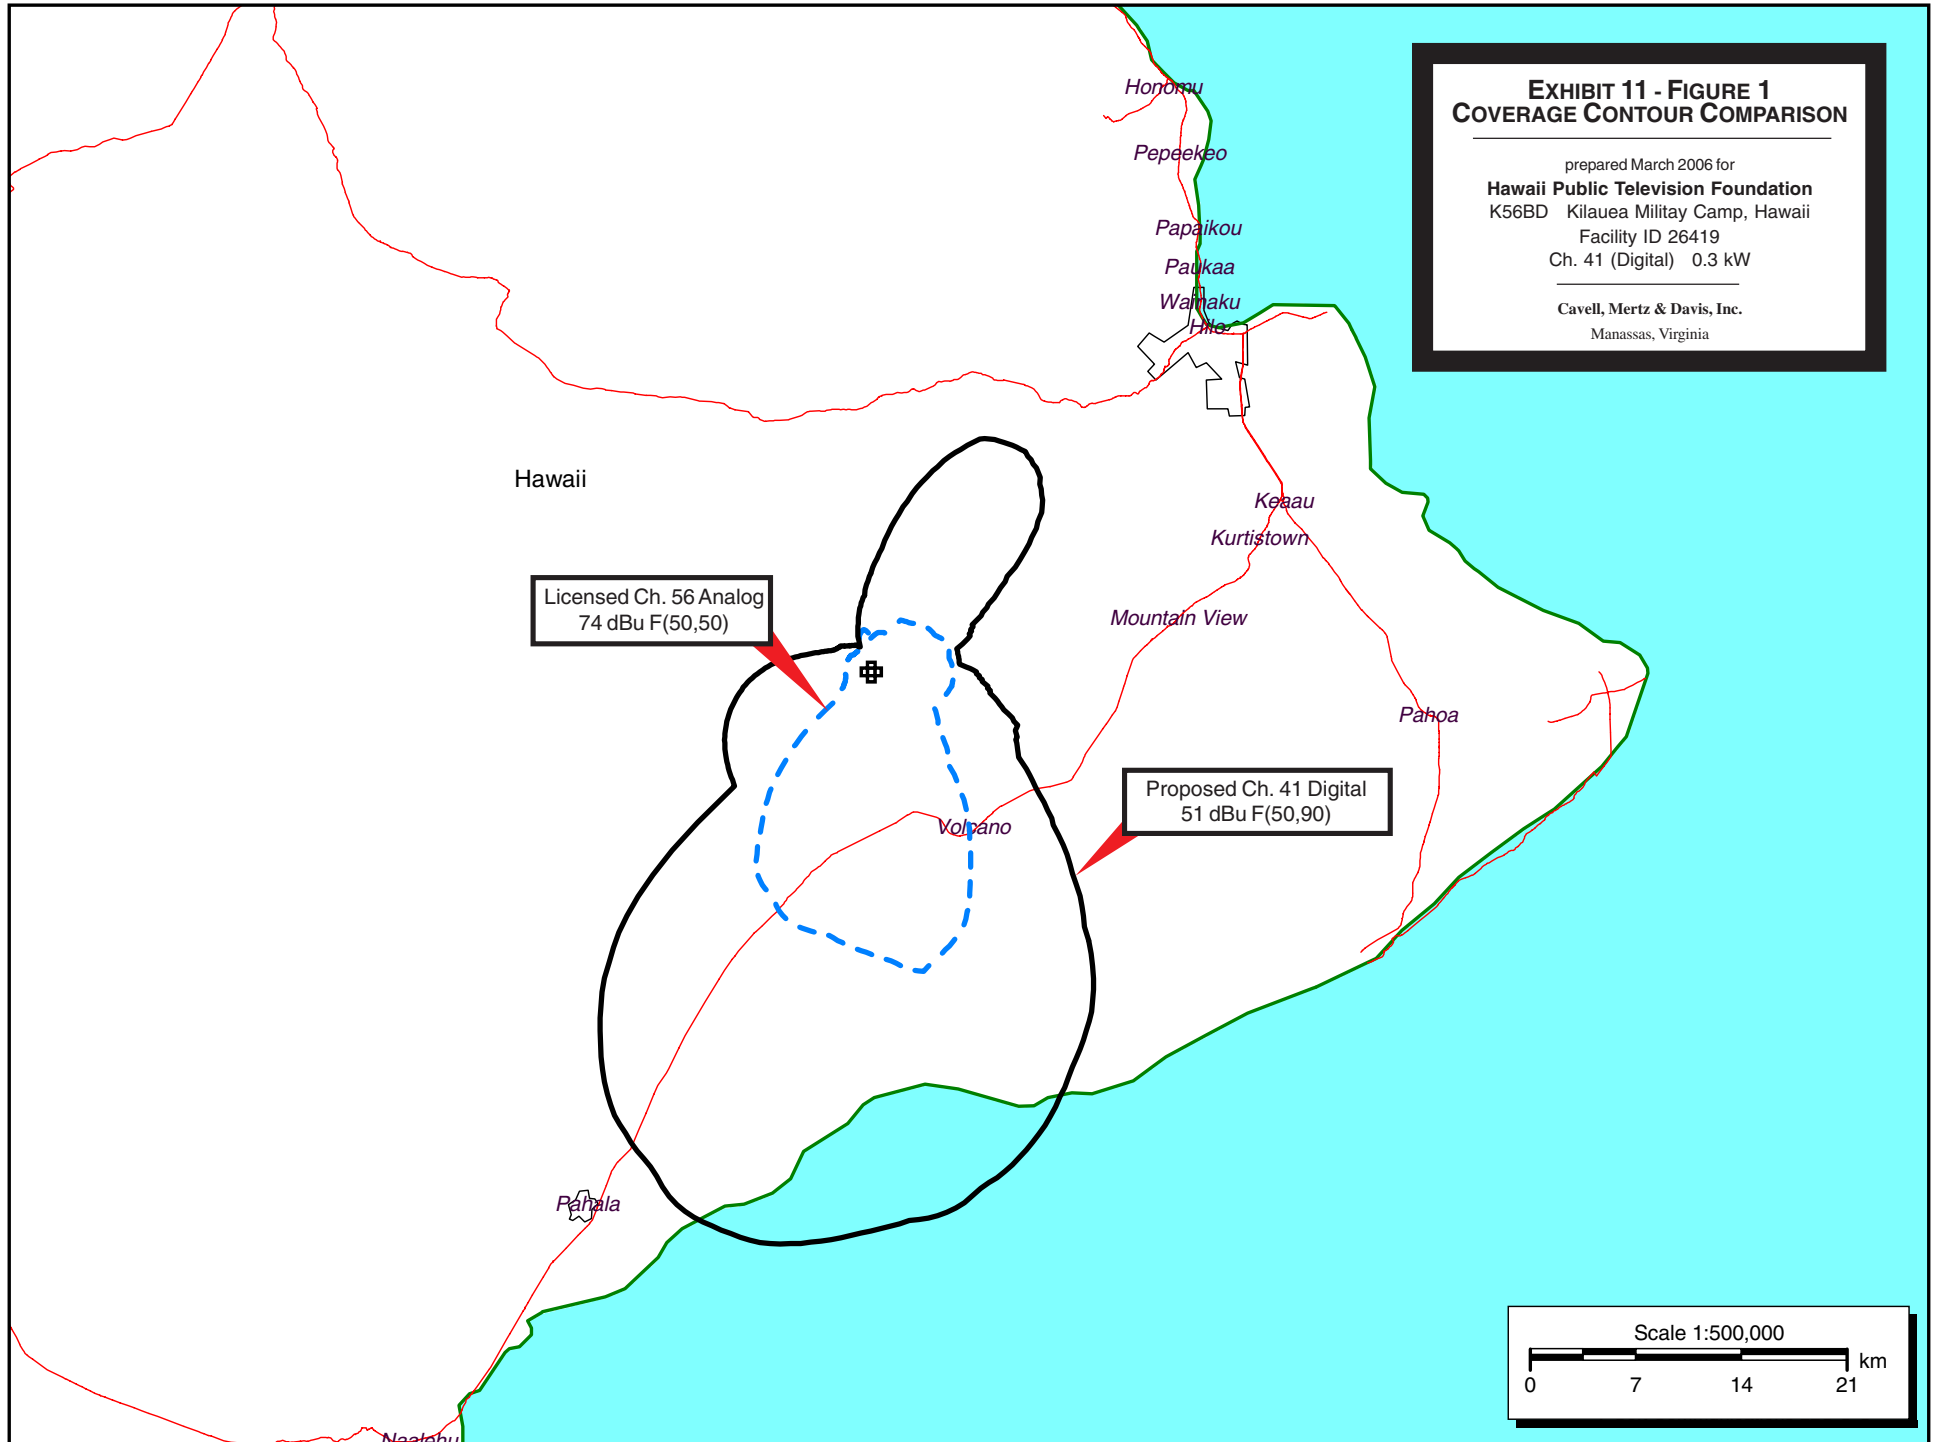 EXHIBIT 11 - FIGURE 1
COVERAGE CONTOUR COMPARISON
prepared March 2006 for
Hawaii Public Television Foundation
K56BD Kilauea Militay Camp, Hawaii
Facility ID 26419
Ch. 41 (Digital) 0.3 kW
Cavell, Mertz & Davis, Inc.
Manassas, Virginia
Honomu
Pepeekeo
Papaikou
Paukaa
Wainaku
Hilo
Hawaii
Keaau
Kurtistown
Licensed Ch. 56 Analog
74 dBu F(50,50)
Mountain View
Pahoa
Proposed Ch. 41 Digital
51 dBu F(50,90)
Volcano
Pahala
Naalehu
Scale 1:500,000
km
0 7 14 21